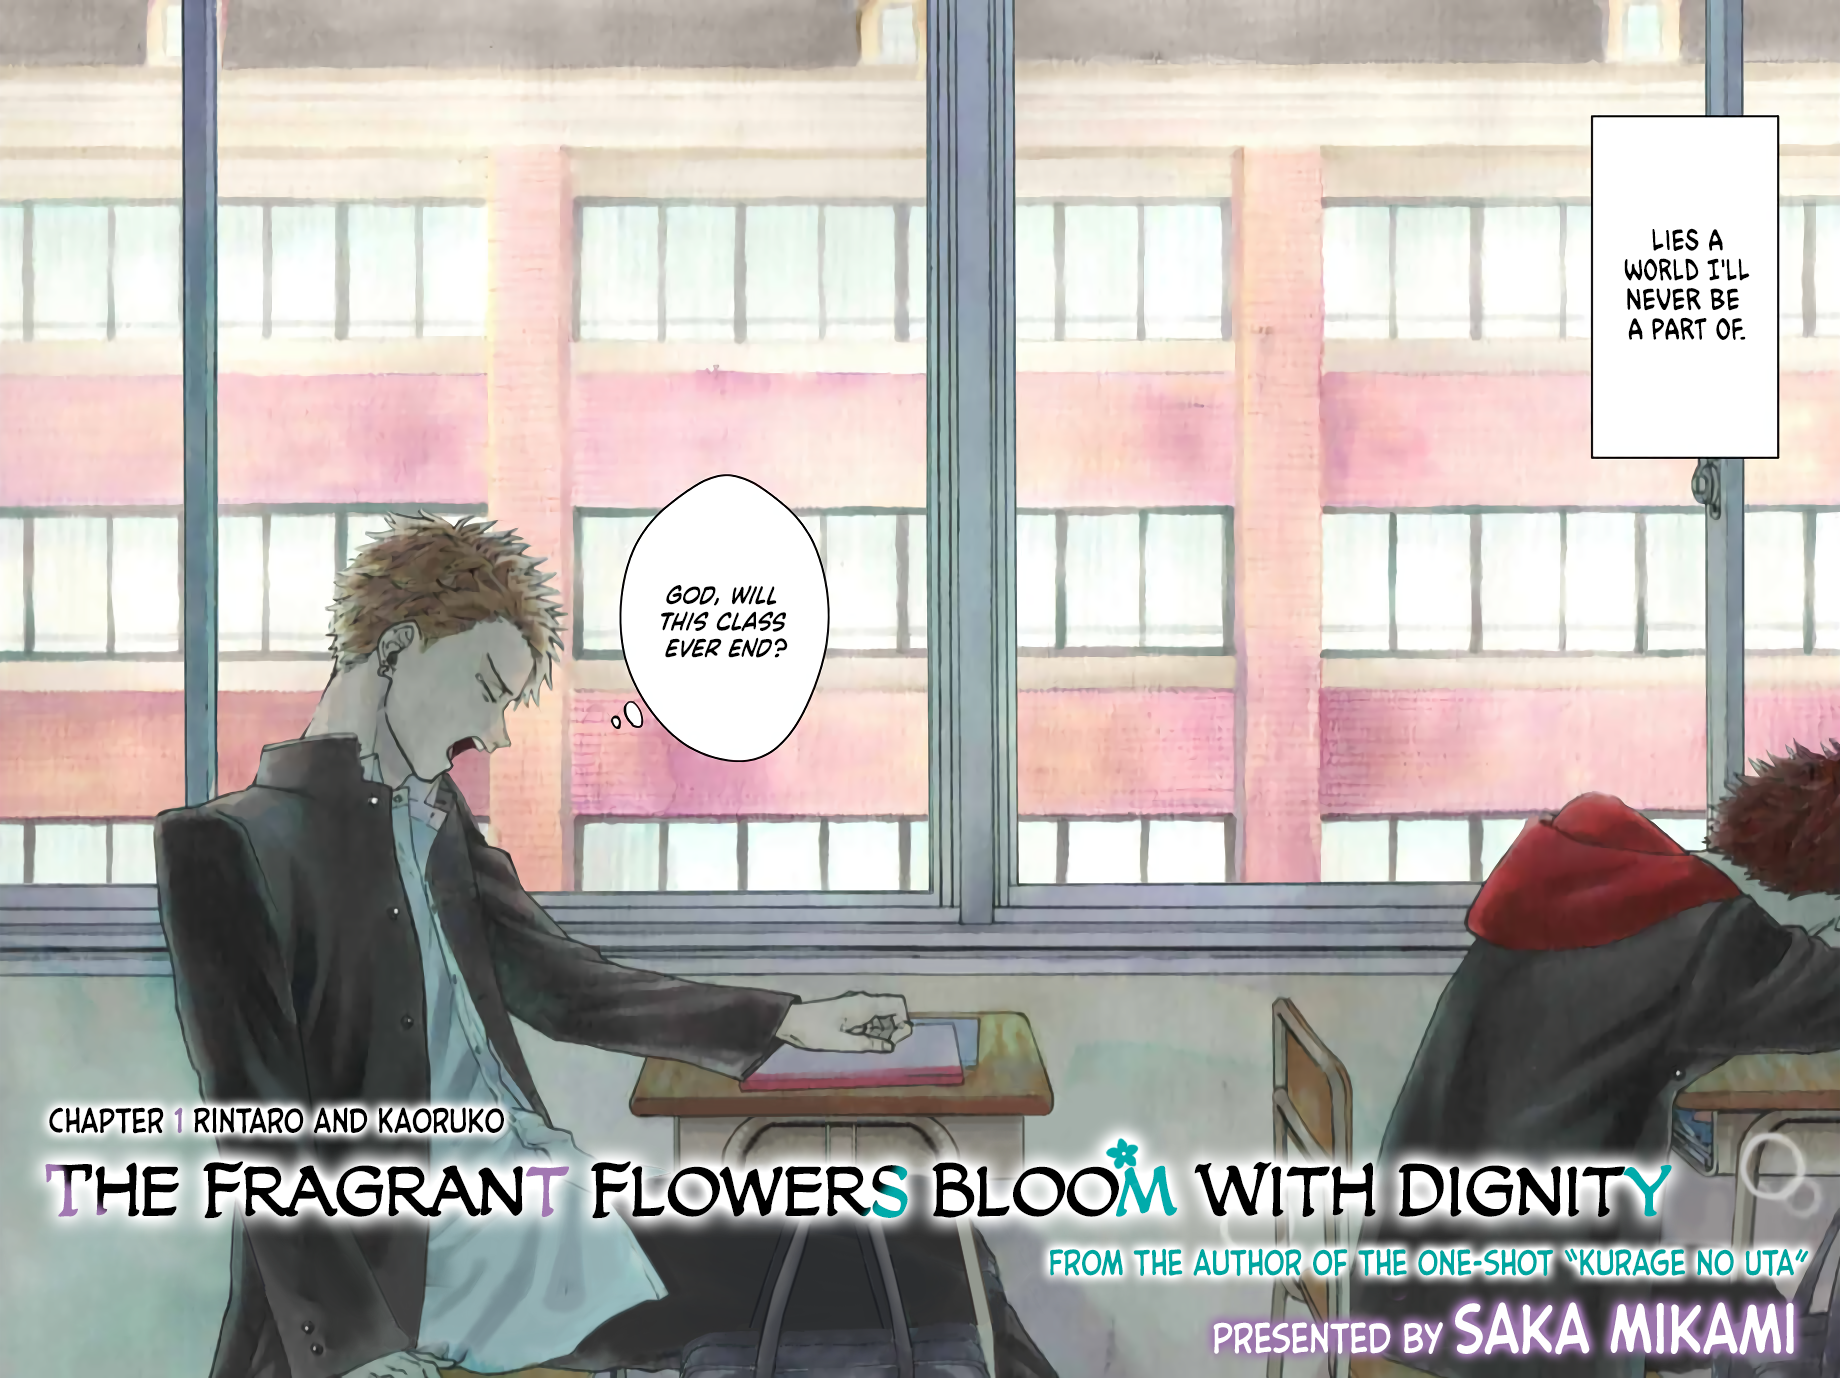 LIES A
WORLD I'LL
NEVER BE
A PART OF.
GOD, WILL
THIS CLASS
EVER END?
CHAPTER 1 RINTARO AND KAORUKO
THE FRAGRANT FLOWERS BLOOM WITH DIGNITY
FROM THE AUTHOR OF THE ONE-SHOT "KURAGE NO UTA"
PRESENTED BY SAKA MIKAMI